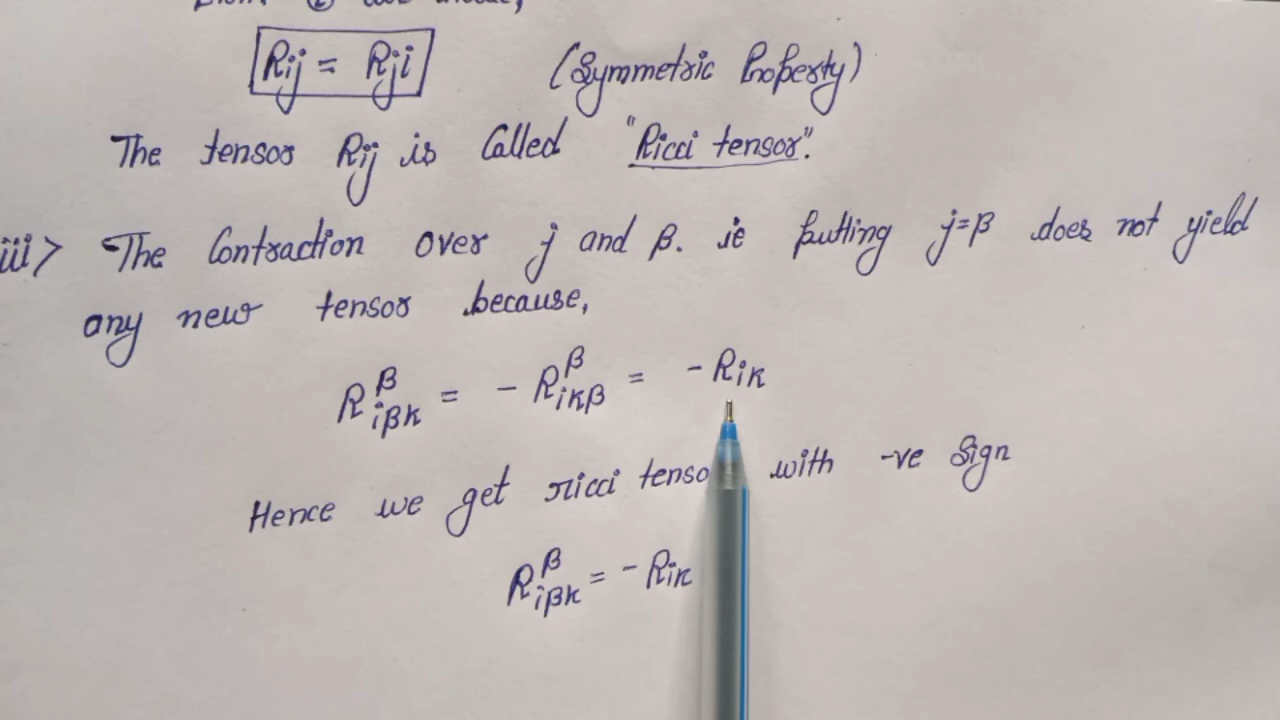 Rij = Rji (Symmetric Property)
The tensor Rij is Called "Ricci tensor".
iii> The Contraction over j and β. ie putting j=β does not yield
any new tensor because,
R^β_iβk = - R^β_ikβ = - Rik
Hence we get ricci tenso with -ve Sign
R^β_iβk = - Rik